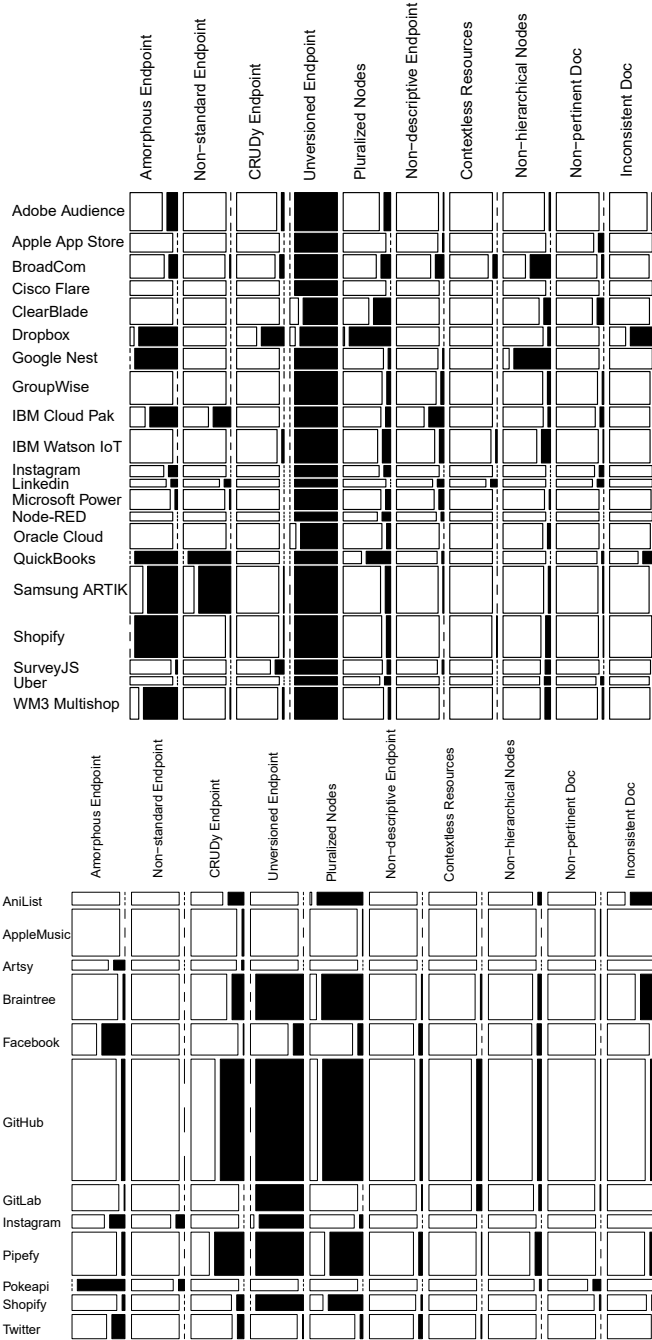 Amorphous Endpoint
Non−standard Endpoint
CRUDy Endpoint
Unversioned Endpoint
Pluralized Nodes
Non−descriptive Endpoint
Contextless Resources
Non−hierarchical Nodes
Non−pertinent Doc
Inconsistent Doc
Adobe Audience
Apple App Store
BroadCom
Cisco Flare
ClearBlade
Dropbox
Google Nest
GroupWise
IBM Cloud Pak
IBM Watson IoT
Instagram
Linkedin
Microsoft Power
Node-RED
Oracle Cloud
QuickBooks
Samsung ARTIK
Shopify
SurveyJS
Uber
WM3 Multishop
Amorphous Endpoint
Non−standard Endpoint
CRUDy Endpoint
Unversioned Endpoint
Pluralized Nodes
Non−descriptive Endpoint
Contextless Resources
Non−hierarchical Nodes
Non−pertinent Doc
Inconsistent Doc
AniList
AppleMusic
Artsy
Braintree
Facebook
GitHub
GitLab
Instagram
Pipefy
Pokeapi
Shopify
Twitter